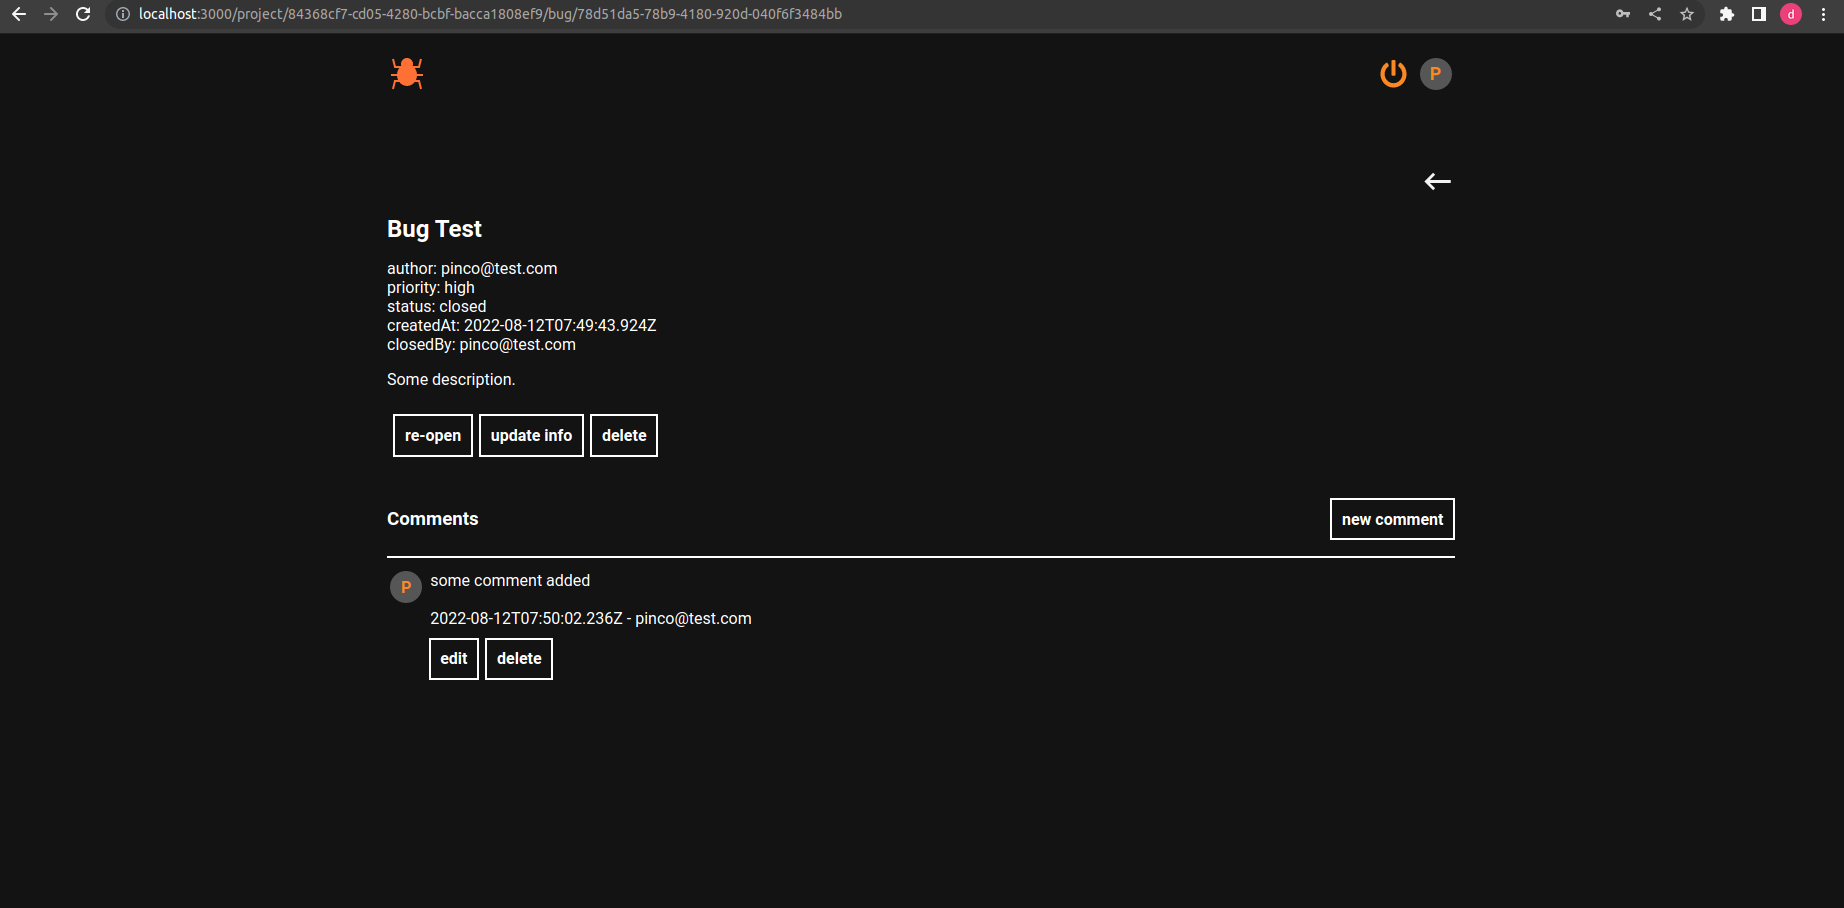 localhost:3000/project/84368cf7-cd05-4280-bcbf-bacca1808ef9/bug/78d51da5-78b9-4180-920d-040f6f3484bb
d
P
Bug Test
author: pinco@test.com
priority: high
status: closed
createdAt: 2022-08-12T07:49:43.924Z
closedBy: pinco@test.com
Some description.
re-open update info delete
Comments new comment
P some comment added
2022-08-12T07:50:02.236Z - pinco@test.com
edit delete